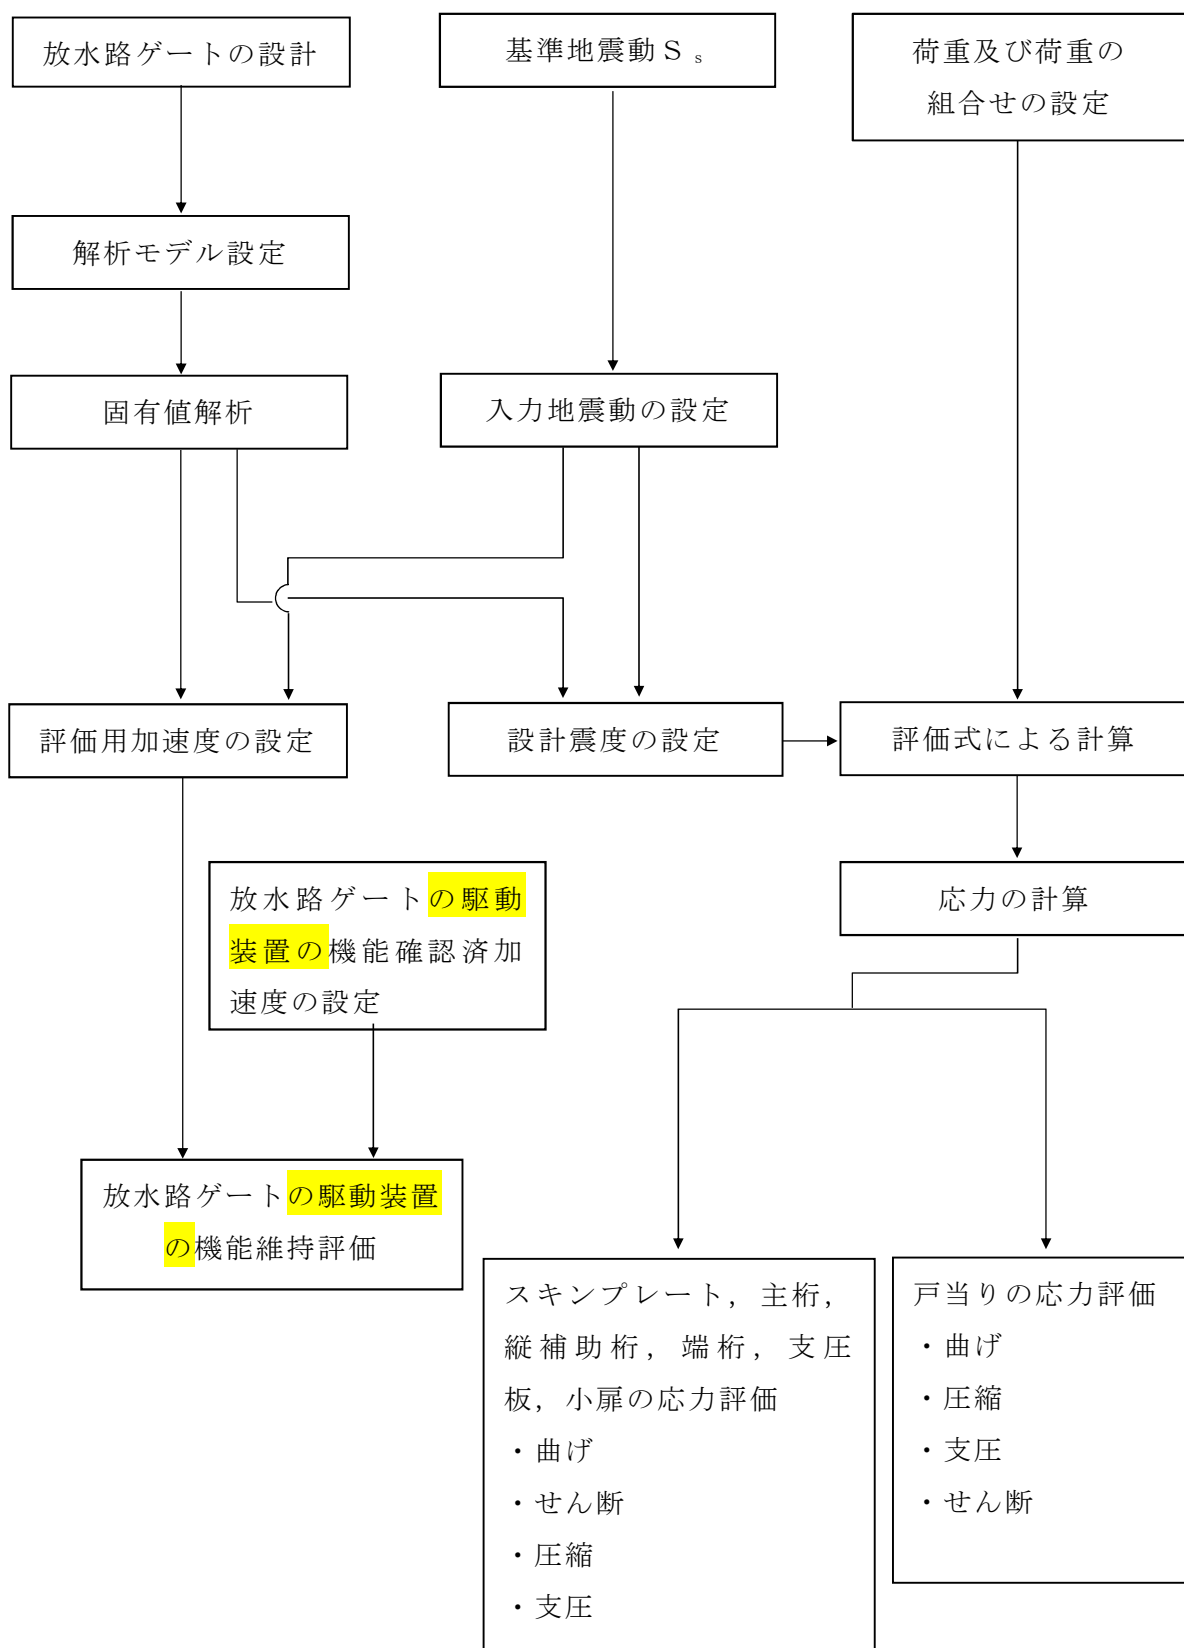 放水路ゲートの設計
基準地震動Ｓｓ
荷重及び荷重の
組合せの設定
解析モデル設定
固有値解析
入力地震動の設定
評価用加速度の設定
設計震度の設定
評価式による計算
放水路ゲートの駆動
装置の機能確認済加
速度の設定
応力の計算
放水路ゲートの駆動装置
の機能維持評価
スキンプレート，主桁，
縦補助桁，端桁，支圧
板，小扉の応力評価
・曲げ
・せん断
・圧縮
・支圧
戸当りの応力評価
・曲げ
・圧縮
・支圧
・せん断